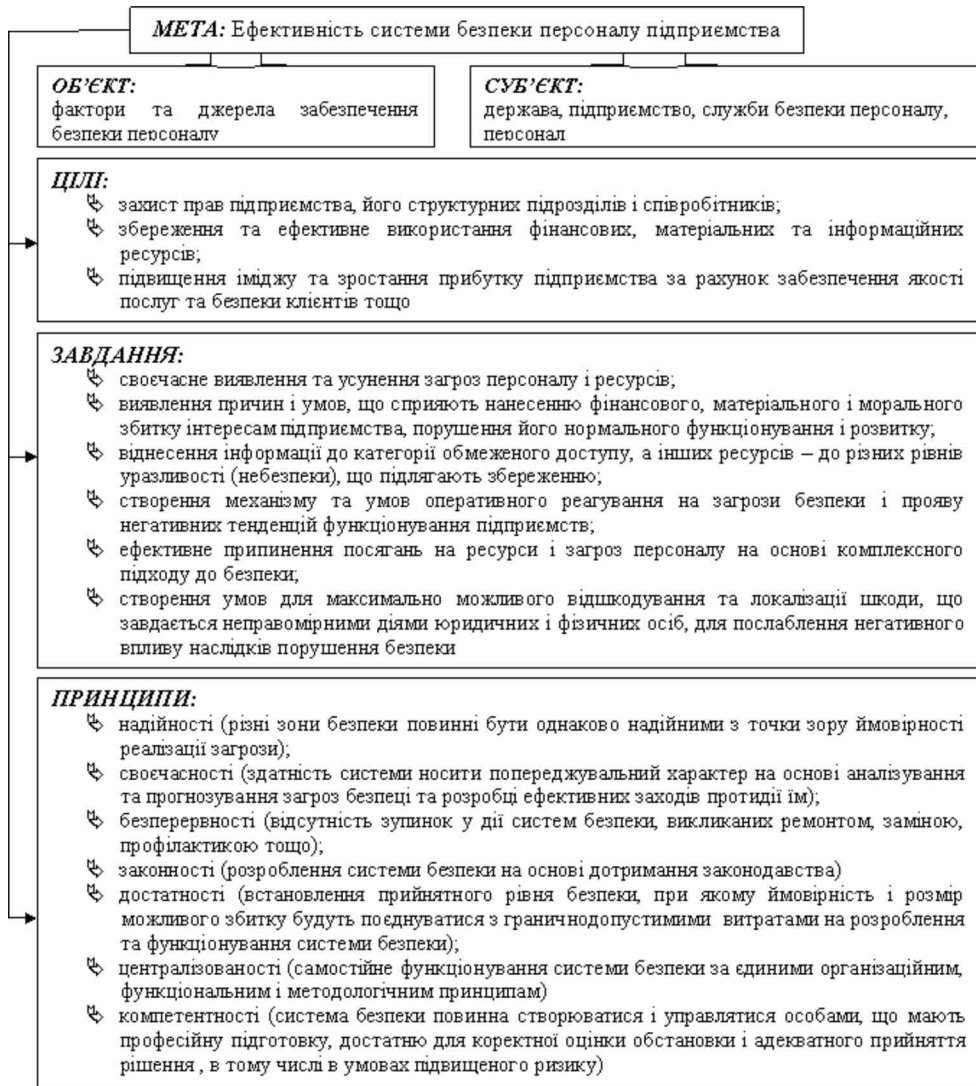 МЕТА: Ефективність системи безпеки персоналу підприємства
ОБ’ЄКТ:
фактори та джерела забезпечення
безпеки персоналу
СУБ’ЄКТ:
держава, підприємство, служби безпеки персоналу,
персонал
ЦІЛІ:
захист прав підприємства, його структурних підрозділів і співробітників;
збереження та ефективне використання фінансових, матеріальних та інформаційних
ресурсів;
підвищення іміджу та зростання прибутку підприємства за рахунок забезпечення якості
послуг та безпеки клієнтів тощо
ЗАВДАННЯ:
своєчасне виявлення та усунення загроз персоналу і ресурсів;
виявлення причин і умов, що сприяють нанесенню фінансового, матеріального і морального
збитку інтересам підприємства, порушення його нормального функціонування і розвитку;
віднесення інформації до категорії обмеженого доступу, а інших ресурсів – до різних рівнів
уразливості (небезпеки), що підлягають збереженню;
створення механізму та умов оперативного реагування на загрози безпеки і прояву
негативних тенденцій функціонування підприємств;
ефективне припинення посягань на ресурси і загроз персоналу на основі комплексного
підходу до безпеки;
створення умов для максимально можливого відшкодування та локалізації шкоди, що
завдається неправомірними діями юридичних і фізичних осіб, для послаблення негативного
впливу наслідків порушення безпеки
ПРИНЦИПИ:
надійності (різні зони безпеки повинні бути однаково надійними з точки зору ймовірності
реалізації загрози);
своєчасності (здатність системи носити попереджувальний характер на основі аналізування
та прогнозування загроз безпеці та розробці ефективних заходів протидії їм);
безперервності (відсутність зупинок у дії систем безпеки, викликаних ремонтом, заміною,
профілактикою тощо);
законності (розроблення системи безпеки на основі дотримання законодавства)
достатності (встановлення прийнятного рівня безпеки, при якому ймовірність і розмір
можливого збитку будуть поєднуватися з граничнодопустимими витратами на розроблення
та функціонування системи безпеки);
централізованості (самостійне функціонування системи безпеки за єдиними організаційним,
функціональним і методологічним принципам)
компетентності (система безпеки повинна створюватися і управлятися особами, що мають
професійну підготовку, достатню для коректної оцінки обстановки і адекватного прийняття
рішення , в тому числі в умовах підвищеного ризику)